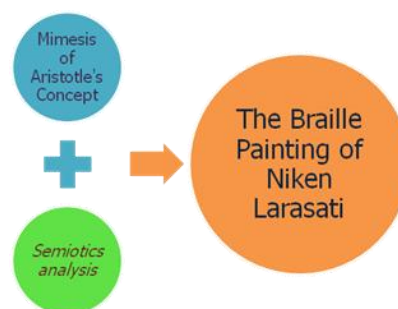 Mimesis
of
Aristotle's
Concept
The Braille
Painting of
Niken
Larasati
Semiotics
analysis